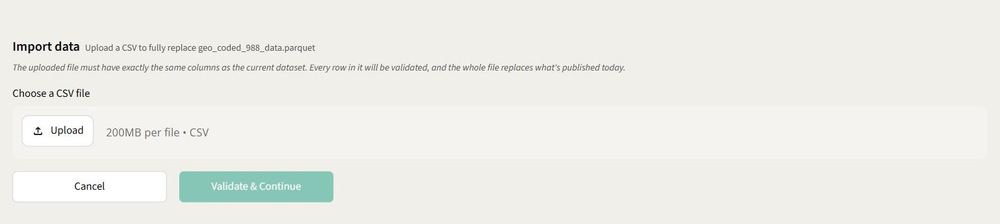 Import data Upload a CSV to fully replace geo_coded_988_data.parquet
The uploaded file must have exactly the same columns as the current dataset. Every row in it will be validated, and the whole file replaces what's published today.
Choose a CSV file
Upload 200MB per file • CSV
Cancel Validate & Continue